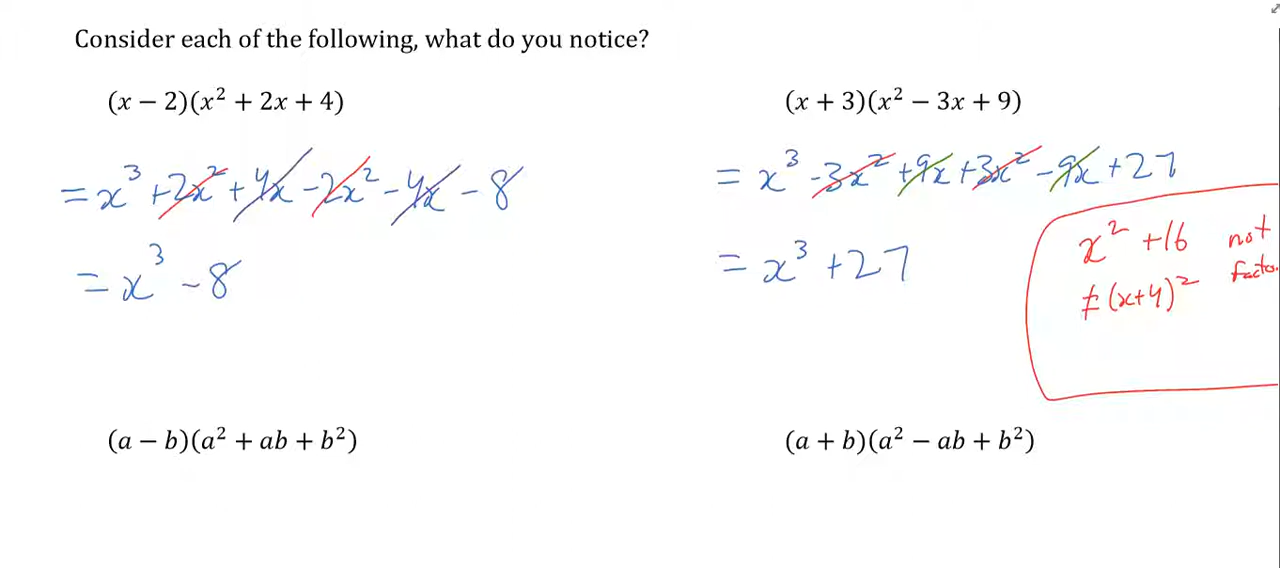 Consider each of the following, what do you notice?
(x − 2)(x² + 2x + 4)
= x³ + 2x² + 4x - 2x² - 4x - 8
= x³ - 8
(x + 3)(x² − 3x + 9)
= x³ - 3x² + 9x + 3x² - 9x + 27
= x³ + 27
x² + 16 not
≠ (x+4)² facto
(a − b)(a² + ab + b²)
(a + b)(a² − ab + b²)